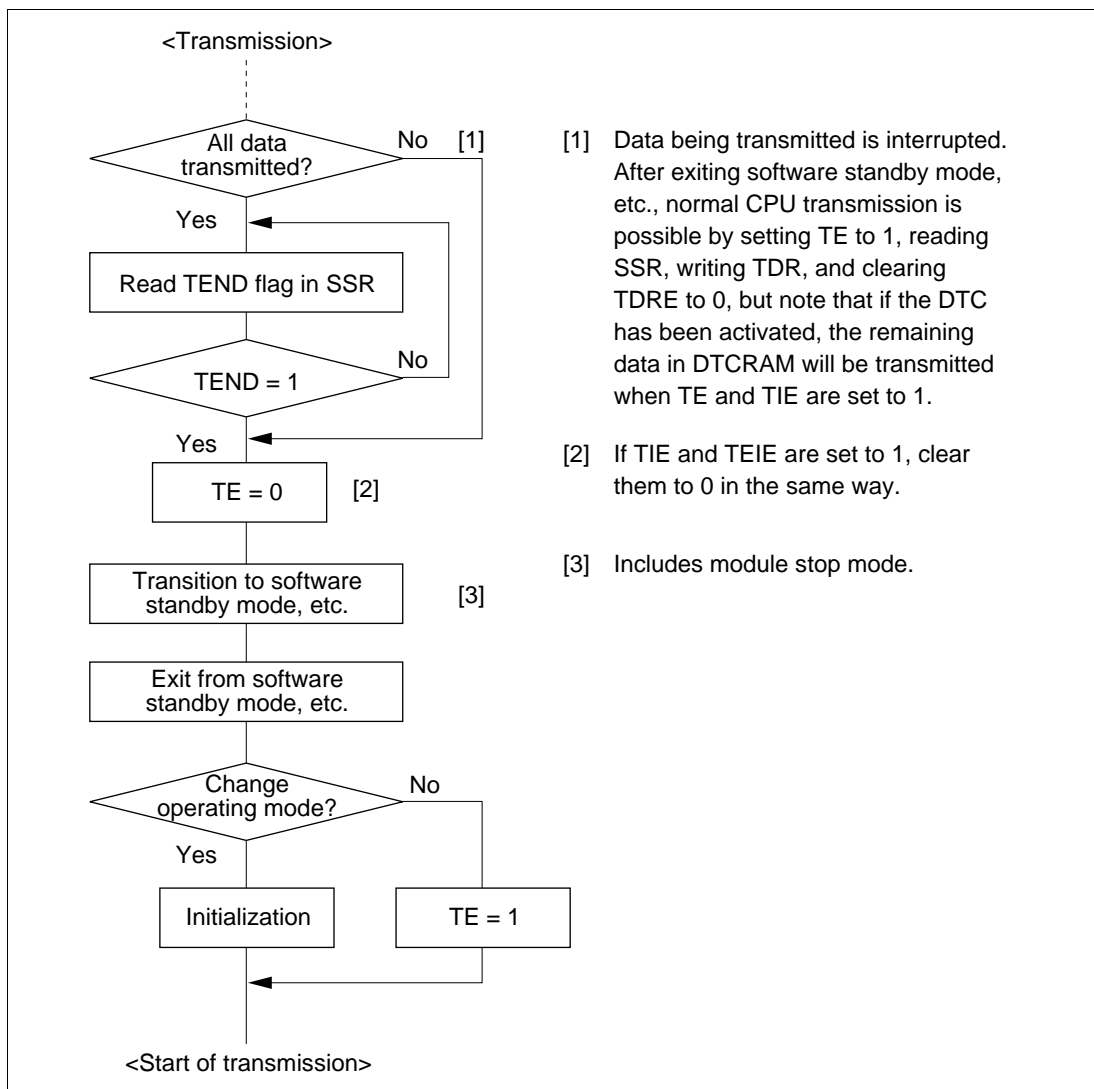 <Transmission>
All data
transmitted?
No
[1]
Yes
Read TEND flag in SSR
TEND = 1
No
Yes
TE = 0
[2]
Transition to software
standby mode, etc.
[3]
Exit from software
standby mode, etc.
Change
operating mode?
No
Yes
Initialization
TE = 1
<Start of transmission>
[1] Data being transmitted is interrupted.
After exiting software standby mode,
etc., normal CPU transmission is
possible by setting TE to 1, reading
SSR, writing TDR, and clearing
TDRE to 0, but note that if the DTC
has been activated, the remaining
data in DTCRAM will be transmitted
when TE and TIE are set to 1.
[2] If TIE and TEIE are set to 1, clear
them to 0 in the same way.
[3] Includes module stop mode.